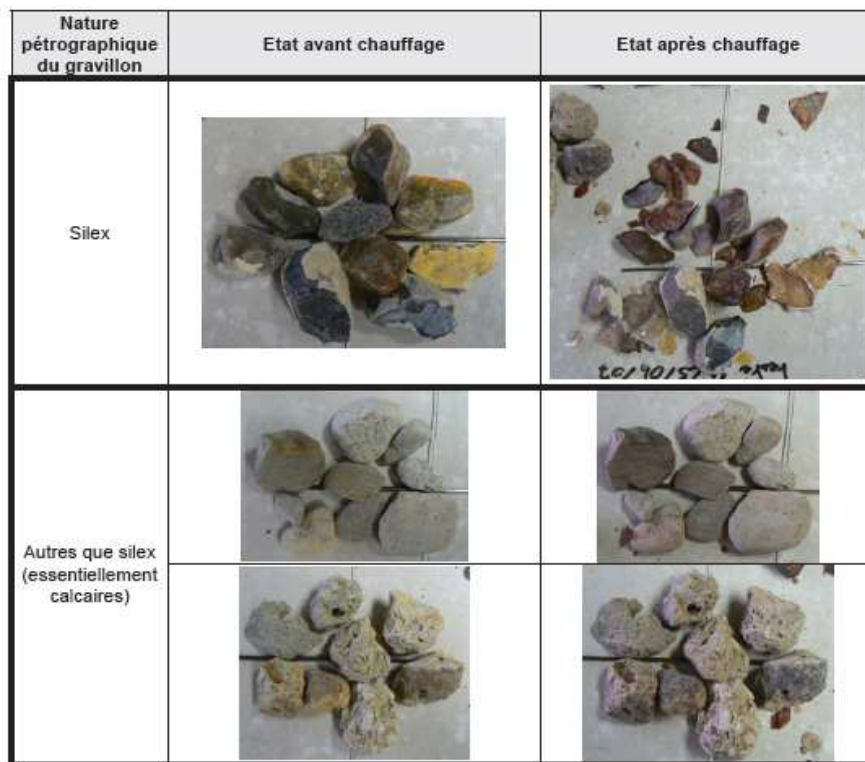 Nature
pétrographique
du gravillon
Etat avant chauffage
Etat après chauffage
Silex
Autres que silex
(essentiellement
calcaires)